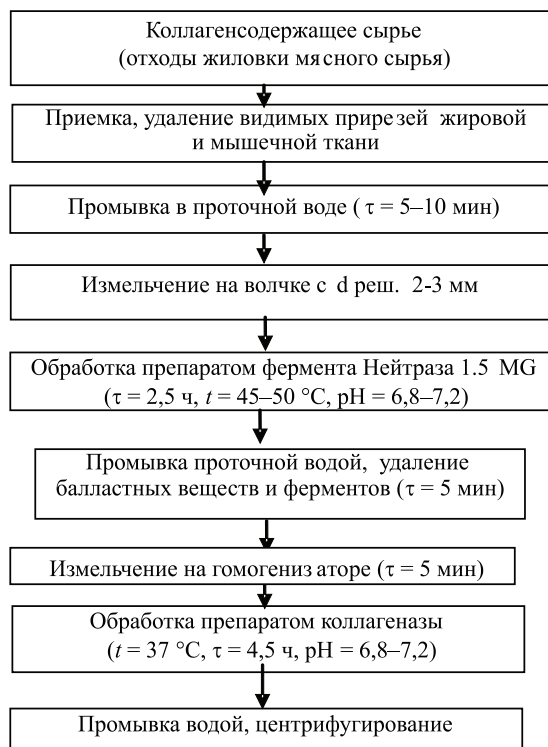 Коллагенсодержащее сырье
(отходы жиловки мясного сырья)
Приемка, удаление видимых прирезей жировой
и мышечной ткани
Промывка в проточной воде (τ = 5–10 мин)
Измельчение на волчке с d реш. 2-3 мм
Обработка препаратом фермента Нейтраза 1.5 MG
(τ = 2,5 ч, t = 45–50 °С, рН = 6,8–7,2)
Промывка проточной водой, удаление
балластных веществ и ферментов (τ = 5 мин)
Измельчение на гомогенизаторе (τ = 5 мин)
Обработка препаратом коллагеназы
(t = 37 °С, τ = 4,5 ч, рН = 6,8–7,2)
Промывка водой, центрифугирование